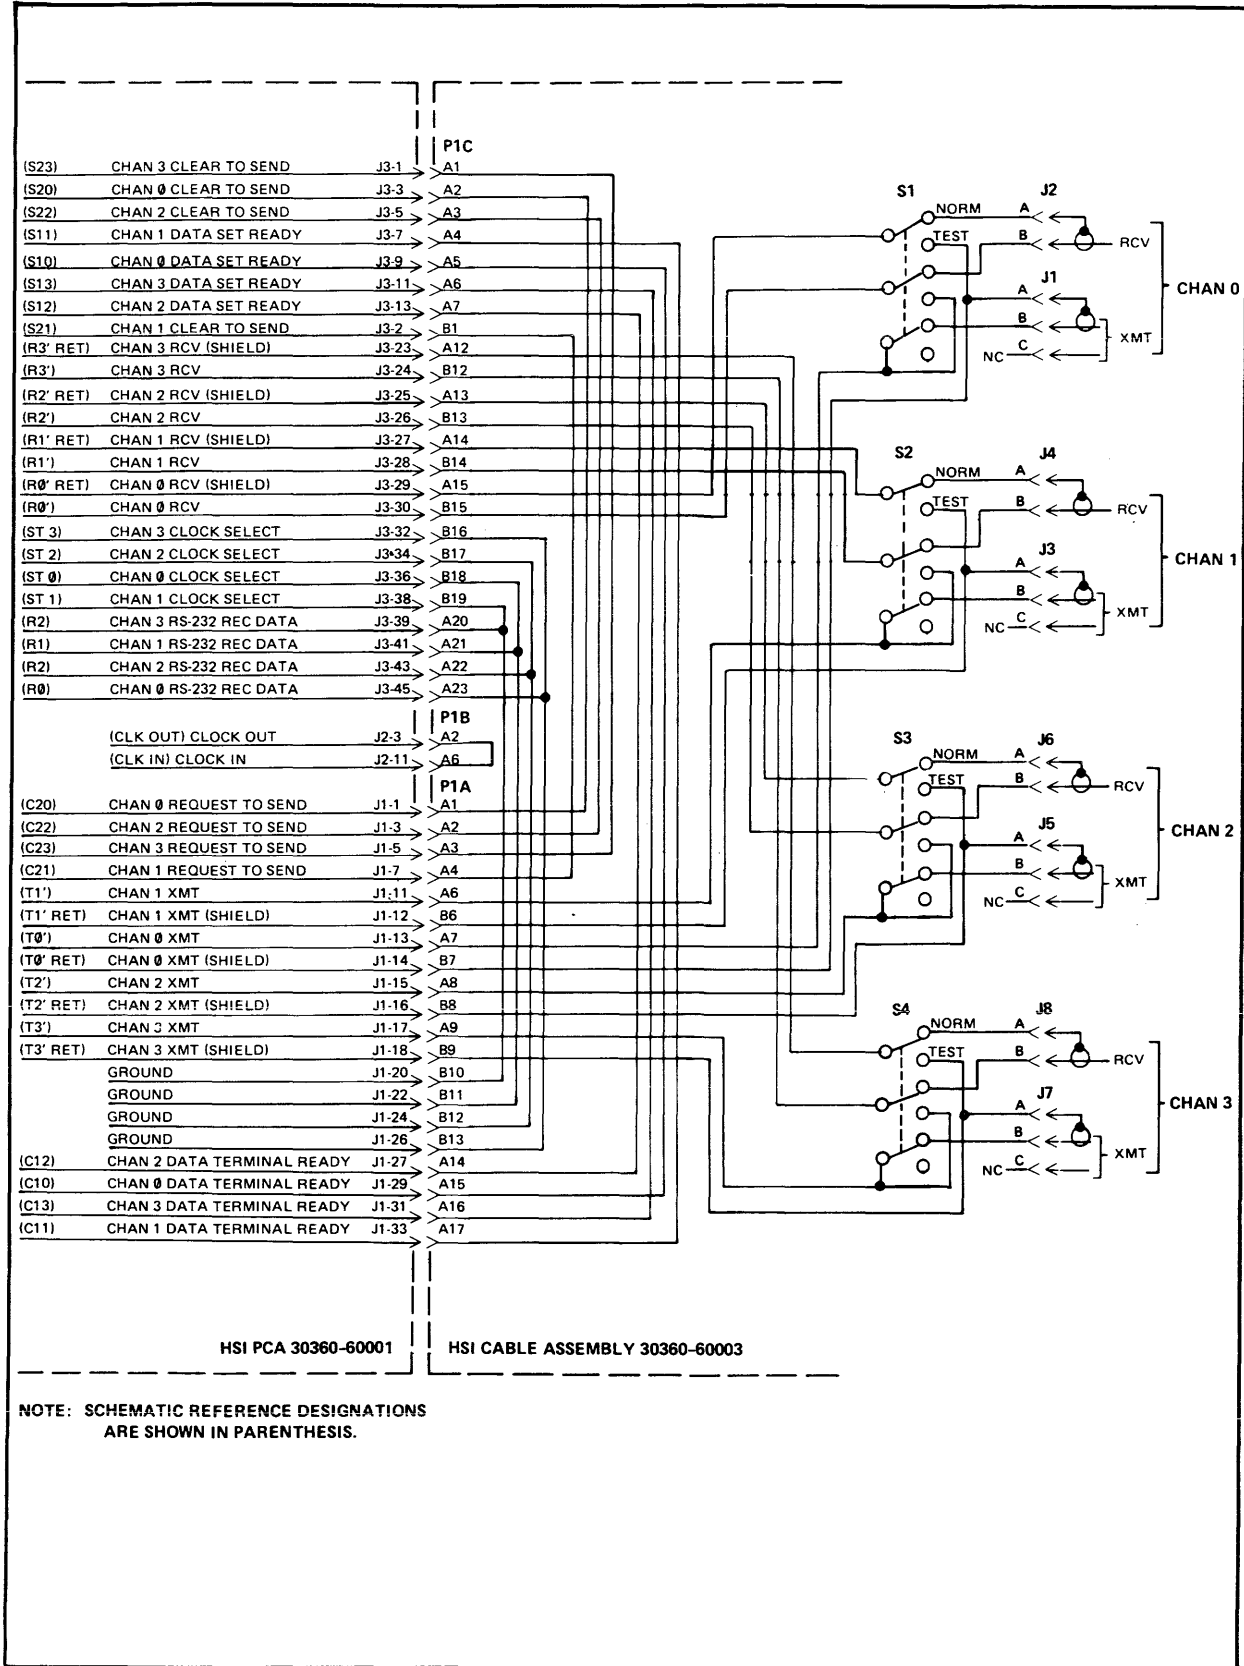 P1C
(S23) CHAN 3 CLEAR TO SEND J3-1 A1
(S20) CHAN Ø CLEAR TO SEND J3-3 A2
(S22) CHAN 2 CLEAR TO SEND J3-5 A3
(S11) CHAN 1 DATA SET READY J3-7 A4
(S10) CHAN Ø DATA SET READY J3-9 A5
(S13) CHAN 3 DATA SET READY J3-11 A6
(S12) CHAN 2 DATA SET READY J3-13 A7
(S21) CHAN 1 CLEAR TO SEND J3-2 B1
(R3' RET) CHAN 3 RCV (SHIELD) J3-23 A12
(R3') CHAN 3 RCV J3-24 B12
(R2' RET) CHAN 2 RCV (SHIELD) J3-25 A13
(R2') CHAN 2 RCV J3-26 B13
(R1' RET) CHAN 1 RCV (SHIELD) J3-27 A14
(R1') CHAN 1 RCV J3-28 B14
(RØ' RET) CHAN Ø RCV (SHIELD) J3-29 A15
(RØ') CHAN Ø RCV J3-30 B15
(ST 3) CHAN 3 CLOCK SELECT J3-32 B16
(ST 2) CHAN 2 CLOCK SELECT J3-34 B17
(ST Ø) CHAN Ø CLOCK SELECT J3-36 B18
(ST 1) CHAN 1 CLOCK SELECT J3-38 B19
(R2) CHAN 3 RS-232 REC DATA J3-39 A20
(R1) CHAN 1 RS-232 REC DATA J3-41 A21
(R2) CHAN 2 RS-232 REC DATA J3-43 A22
(RØ) CHAN Ø RS-232 REC DATA J3-45 A23
P1B
(CLK OUT) CLOCK OUT J2-3 A2
(CLK IN) CLOCK IN J2-11 A6
P1A
(C20) CHAN Ø REQUEST TO SEND J1-1 A1
(C22) CHAN 2 REQUEST TO SEND J1-3 A2
(C23) CHAN 3 REQUEST TO SEND J1-5 A3
(C21) CHAN 1 REQUEST TO SEND J1-7 A4
(T1') CHAN 1 XMT J1-11 A6
(T1' RET) CHAN 1 XMT (SHIELD) J1-12 B6
(TØ') CHAN Ø XMT J1-13 A7
(TØ' RET) CHAN Ø XMT (SHIELD) J1-14 B7
(T2') CHAN 2 XMT J1-15 A8
(T2' RET) CHAN 2 XMT (SHIELD) J1-16 B8
(T3') CHAN 3 XMT J1-17 A9
(T3' RET) CHAN 3 XMT (SHIELD) J1-18 B9
GROUND J1-20 B10
GROUND J1-22 B11
GROUND J1-24 B12
GROUND J1-26 B13
(C12) CHAN 2 DATA TERMINAL READY J1-27 A14
(C10) CHAN Ø DATA TERMINAL READY J1-29 A15
(C13) CHAN 3 DATA TERMINAL READY J1-31 A16
(C11) CHAN 1 DATA TERMINAL READY J1-33 A17
S1 J2
NORM A
TEST B RCV
J1
A CHAN 0
B XMT
NC C
S2 J4
NORM A
TEST B RCV
J3
A CHAN 1
B XMT
NC C
S3 J6
NORM A
TEST B RCV
J5
A CHAN 2
B XMT
NC C
S4 J8
NORM A
TEST B RCV
J7
A CHAN 3
B XMT
NC C
HSI PCA 30360-60001 HSI CABLE ASSEMBLY 30360-60003
NOTE: SCHEMATIC REFERENCE DESIGNATIONS
ARE SHOWN IN PARENTHESIS.